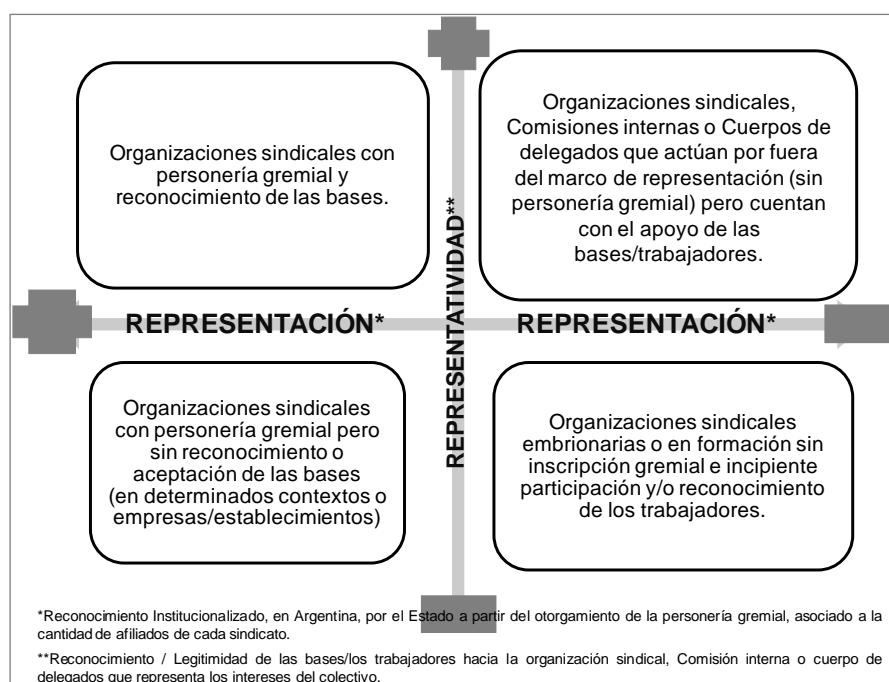 Organizaciones sindicales con
personería gremial y
reconocimiento de las bases.
Organizaciones sindicales,
Comisiones internas o Cuerpos de
delegados que actúan por fuera
del marco de representación (sin
personería gremial) pero cuentan
con el apoyo de las
bases/trabajadores.
REPRESENTATIVIDAD**
REPRESENTACIÓN*
REPRESENTACIÓN*
Organizaciones sindicales
con personería gremial pero
sin reconocimiento o
aceptación de las bases
(en determinados contextos o
empresas/establecimientos)
Organizaciones sindicales
embrionarias o en formación sin
inscripción gremial e incipiente
participación y/o reconocimiento
de los trabajadores.
*Reconocimiento Institucionalizado, en Argentina, por el Estado a partir del otorgamiento de la personería gremial, asociado a la
cantidad de afiliados de cada sindicato.
**Reconocimiento / Legitimidad de las bases/los trabajadores hacia la organización sindical, Comisión interna o cuerpo de
delegados que representa los intereses del colectivo.